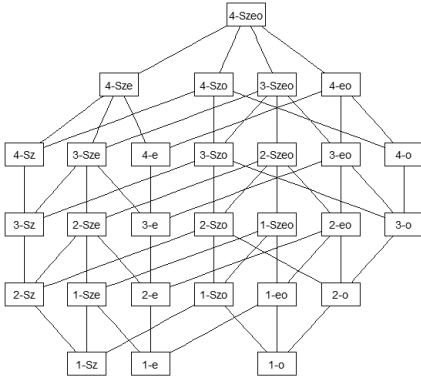 4-Szeo
4-Sze 4-Szo 3-Szeo 4-eo
4-Sz 3-Sze 4-e 3-Szo 2-Szeo 3-eo 4-o
3-Sz 2-Sze 3-e 2-Szo 1-Szeo 2-eo 3-o
2-Sz 1-Sze 2-e 1-Szo 1-eo 2-o
1-Sz 1-e 1-o